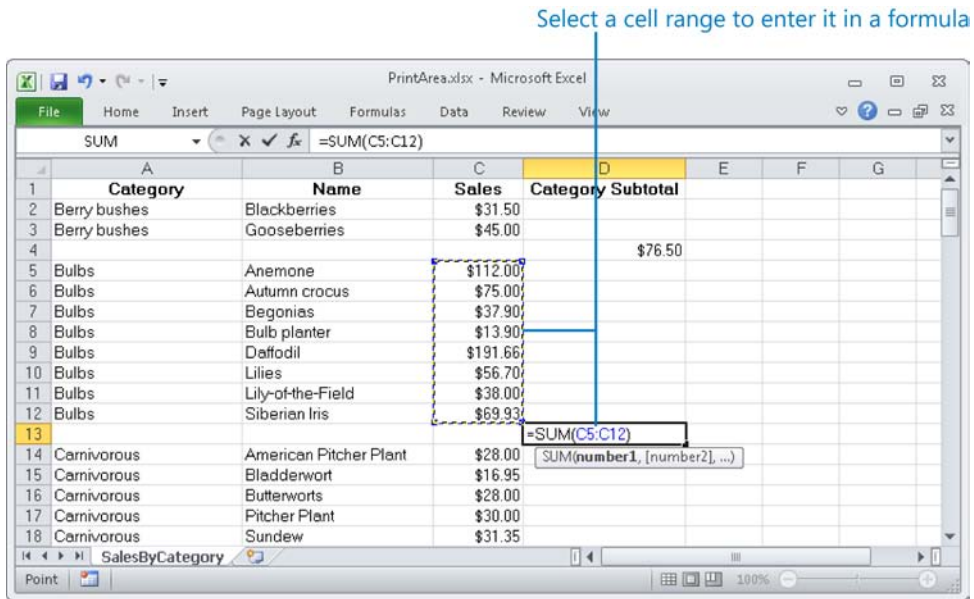 Select a cell range to enter it in a formula
PrintArea.xlsx - Microsoft Excel
File Home Insert Page Layout Formulas Data Review View
SUM fx =SUM(C5:C12)
A B C D E F G
1 Category Name Sales Category Subtotal
2 Berry bushes Blackberries $31.50
3 Berry bushes Gooseberries $45.00
4 $76.50
5 Bulbs Anemone $112.00
6 Bulbs Autumn crocus $75.00
7 Bulbs Begonias $37.90
8 Bulbs Bulb planter $13.90
9 Bulbs Daffodil $191.66
10 Bulbs Lilies $56.70
11 Bulbs Lily-of-the-Field $38.00
12 Bulbs Siberian Iris $69.93
13 =SUM(C5:C12)
14 Carnivorous American Pitcher Plant $28.00 SUM(number1, [number2], ...)
15 Carnivorous Bladderwort $16.95
16 Carnivorous Butterworts $28.00
17 Carnivorous Pitcher Plant $30.00
18 Carnivorous Sundew $31.35
SalesByCategory
Point 100%